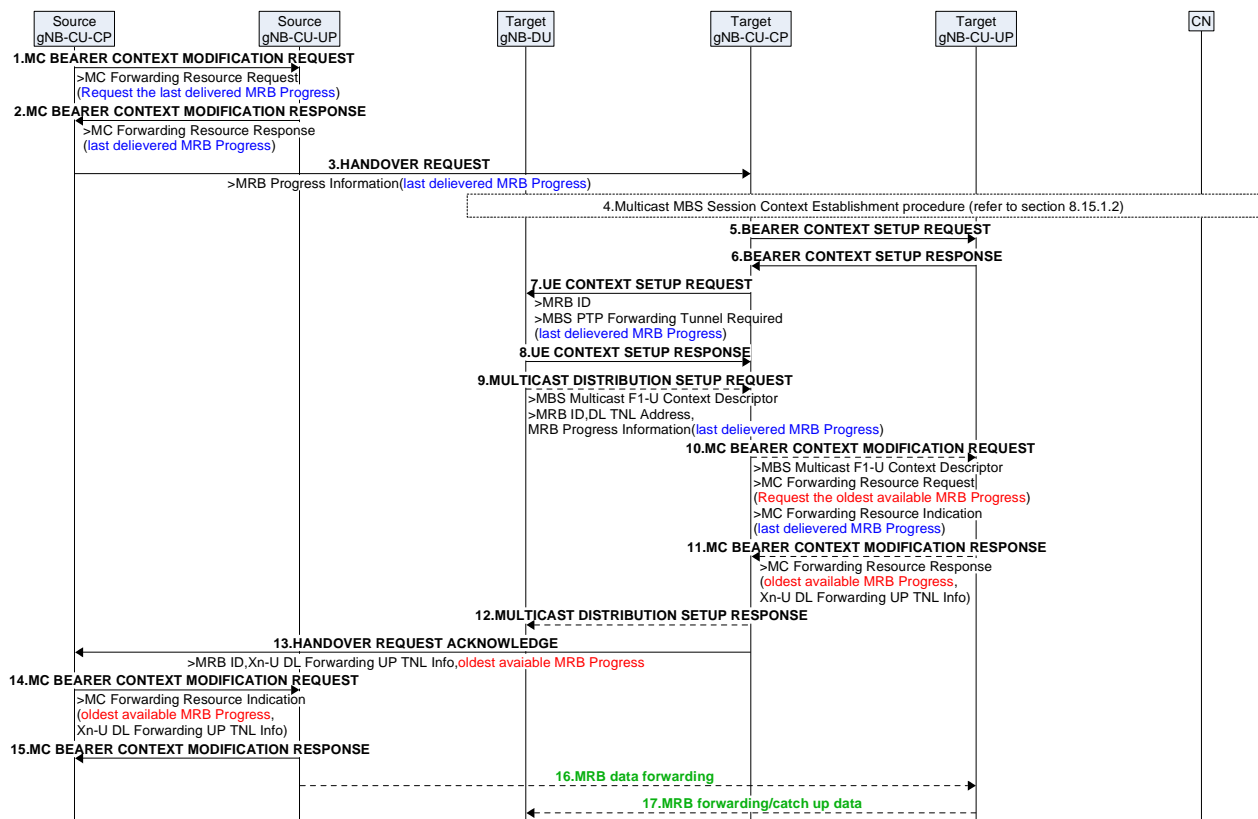 Source
gNB-CU-CP
Source
gNB-CU-UP
Target
gNB-DU
Target
gNB-CU-CP
Target
gNB-CU-UP
CN
1.MC BEARER CONTEXT MODIFICATION REQUEST
>MC Forwarding Resource Request
(Request the last delivered MRB Progress)
2.MC BEARER CONTEXT MODIFICATION RESPONSE
>MC Forwarding Resource Response
(last delievered MRB Progress)
3.HANDOVER REQUEST
>MRB Progress Information(last delievered MRB Progress)
4.Multicast MBS Session Context Establishment procedure (refer to section 8.15.1.2)
5.BEARER CONTEXT SETUP REQUEST
6.BEARER CONTEXT SETUP RESPONSE
7.UE CONTEXT SETUP REQUEST
>MRB ID
>MBS PTP Forwarding Tunnel Required
(last delievered MRB Progress)
8.UE CONTEXT SETUP RESPONSE
9.MULTICAST DISTRIBUTION SETUP REQUEST
>MBS Multicast F1-U Context Descriptor
>MRB ID,DL TNL Address,
MRB Progress Information(last delievered MRB Progress)
10.MC BEARER CONTEXT MODIFICATION REQUEST
>MBS Multicast F1-U Context Descriptor
>MC Forwarding Resource Request
(Request the oldest available MRB Progress)
>MC Forwarding Resource Indication
(last delievered MRB Progress)
11.MC BEARER CONTEXT MODIFICATION RESPONSE
>MC Forwarding Resource Response
(oldest available MRB Progress,
Xn-U DL Forwarding UP TNL Info)
12.MULTICAST DISTRIBUTION SETUP RESPONSE
13.HANDOVER REQUEST ACKNOWLEDGE
>MRB ID,Xn-U DL Forwarding UP TNL Info,oldest avaiable MRB Progress
14.MC BEARER CONTEXT MODIFICATION REQUEST
>MC Forwarding Resource Indication
(oldest available MRB Progress,
Xn-U DL Forwarding UP TNL Info)
15.MC BEARER CONTEXT MODIFICATION RESPONSE
16.MRB data forwarding
17.MRB forwarding/catch up data